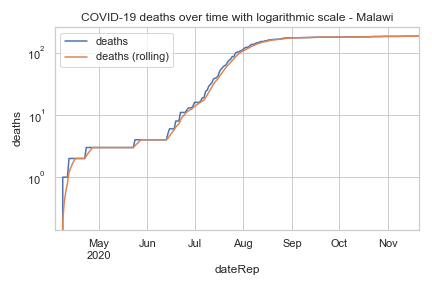 COVID-19 deaths over time with logarithmic scale - Malawi
deaths
deaths (rolling)
10²
10¹
10⁰
deaths
May Jun Jul Aug Sep Oct Nov
2020
dateRep